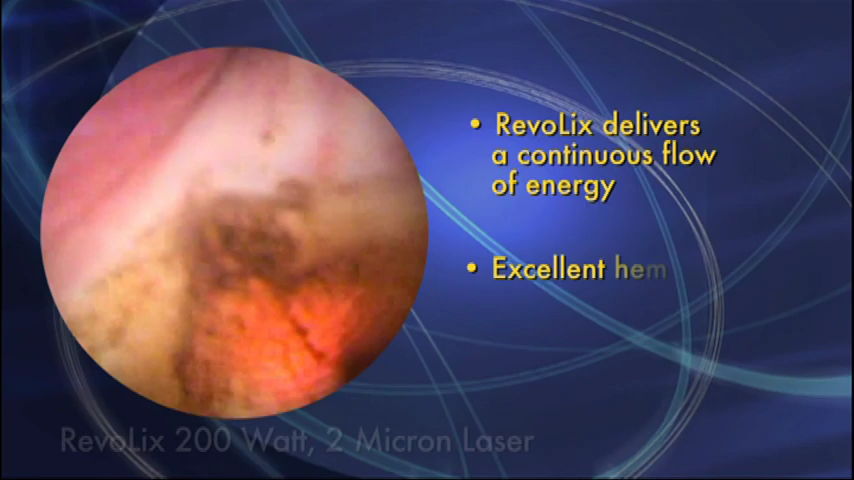 • RevoLix delivers
a continuous flow
of energy
• Excellent hem
RevoLix 200 Watt, 2 Micron Laser